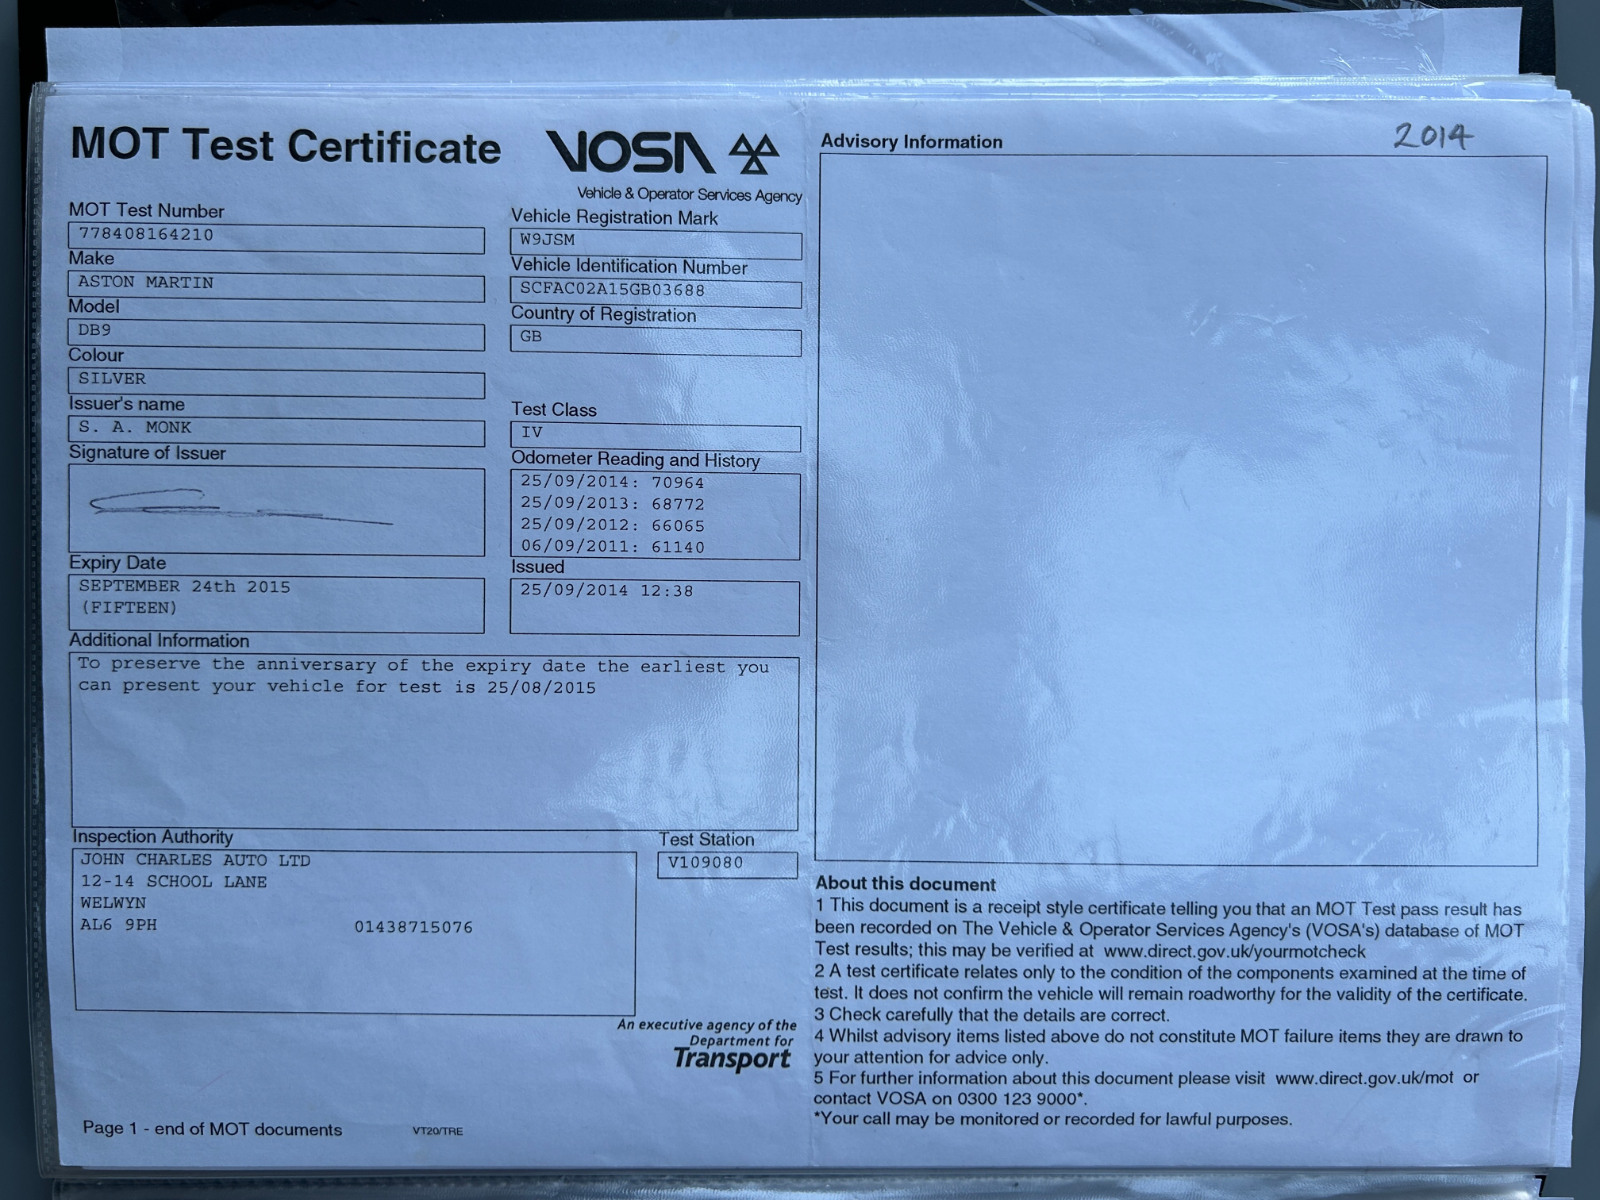 MOT Test Certificate
VOSA
Vehicle & Operator Services Agency
MOT Test Number
778408164210
Make
ASTON MARTIN
Model
DB9
Colour
SILVER
Issuer's name
S. A. MONK
Signature of Issuer
Expiry Date
SEPTEMBER 24th 2015
(FIFTEEN)
Vehicle Registration Mark
W9JSM
Vehicle Identification Number
SCFAC02A15GB03688
Country of Registration
GB
Test Class
IV
Odometer Reading and History
25/09/2014: 70964
25/09/2013: 68772
25/09/2012: 66065
06/09/2011: 61140
Issued
25/09/2014 12:38
Additional Information
To preserve the anniversary of the expiry date the earliest you
can present your vehicle for test is 25/08/2015
Inspection Authority
JOHN CHARLES AUTO LTD
12-14 SCHOOL LANE
WELWYN
AL6 9PH 01438715076
Test Station
V109080
An executive agency of the
Department for
Transport
Page 1 - end of MOT documents VT20/TRE
Advisory Information
2014
About this document
1 This document is a receipt style certificate telling you that an MOT Test pass result has
been recorded on The Vehicle & Operator Services Agency's (VOSA's) database of MOT
Test results; this may be verified at www.direct.gov.uk/yourmotcheck
2 A test certificate relates only to the condition of the components examined at the time of
test. It does not confirm the vehicle will remain roadworthy for the validity of the certificate.
3 Check carefully that the details are correct.
4 Whilst advisory items listed above do not constitute MOT failure items they are drawn to
your attention for advice only.
5 For further information about this document please visit www.direct.gov.uk/mot or
contact VOSA on 0300 123 9000*.
*Your call may be monitored or recorded for lawful purposes.